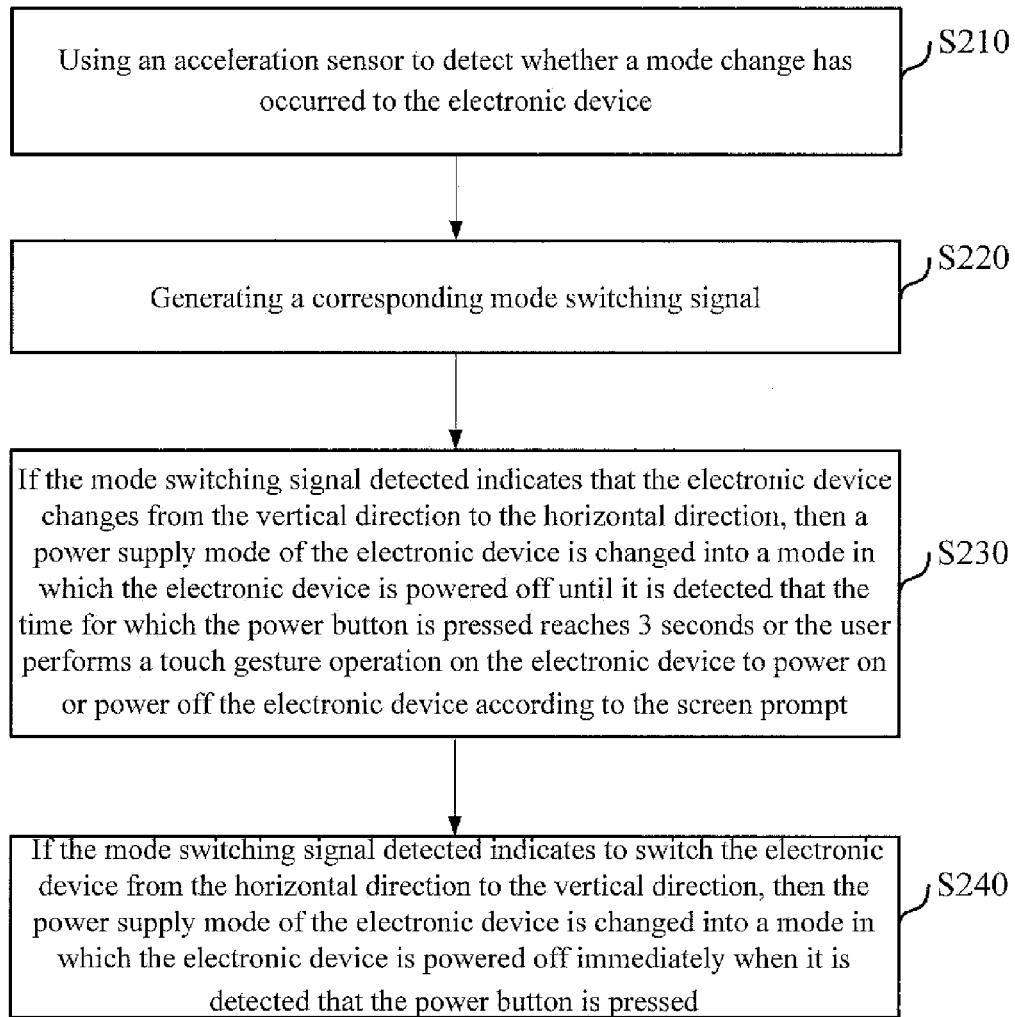 Using an acceleration sensor to detect whether a mode change has
occurred to the electronic device
S210
Generating a corresponding mode switching signal
S220
If the mode switching signal detected indicates that the electronic device
changes from the vertical direction to the horizontal direction, then a
power supply mode of the electronic device is changed into a mode in
which the electronic device is powered off until it is detected that the
time for which the power button is pressed reaches 3 seconds or the user
performs a touch gesture operation on the electronic device to power on
or power off the electronic device according to the screen prompt
S230
If the mode switching signal detected indicates to switch the electronic
device from the horizontal direction to the vertical direction, then the
power supply mode of the electronic device is changed into a mode in
which the electronic device is powered off immediately when it is
detected that the power button is pressed
S240